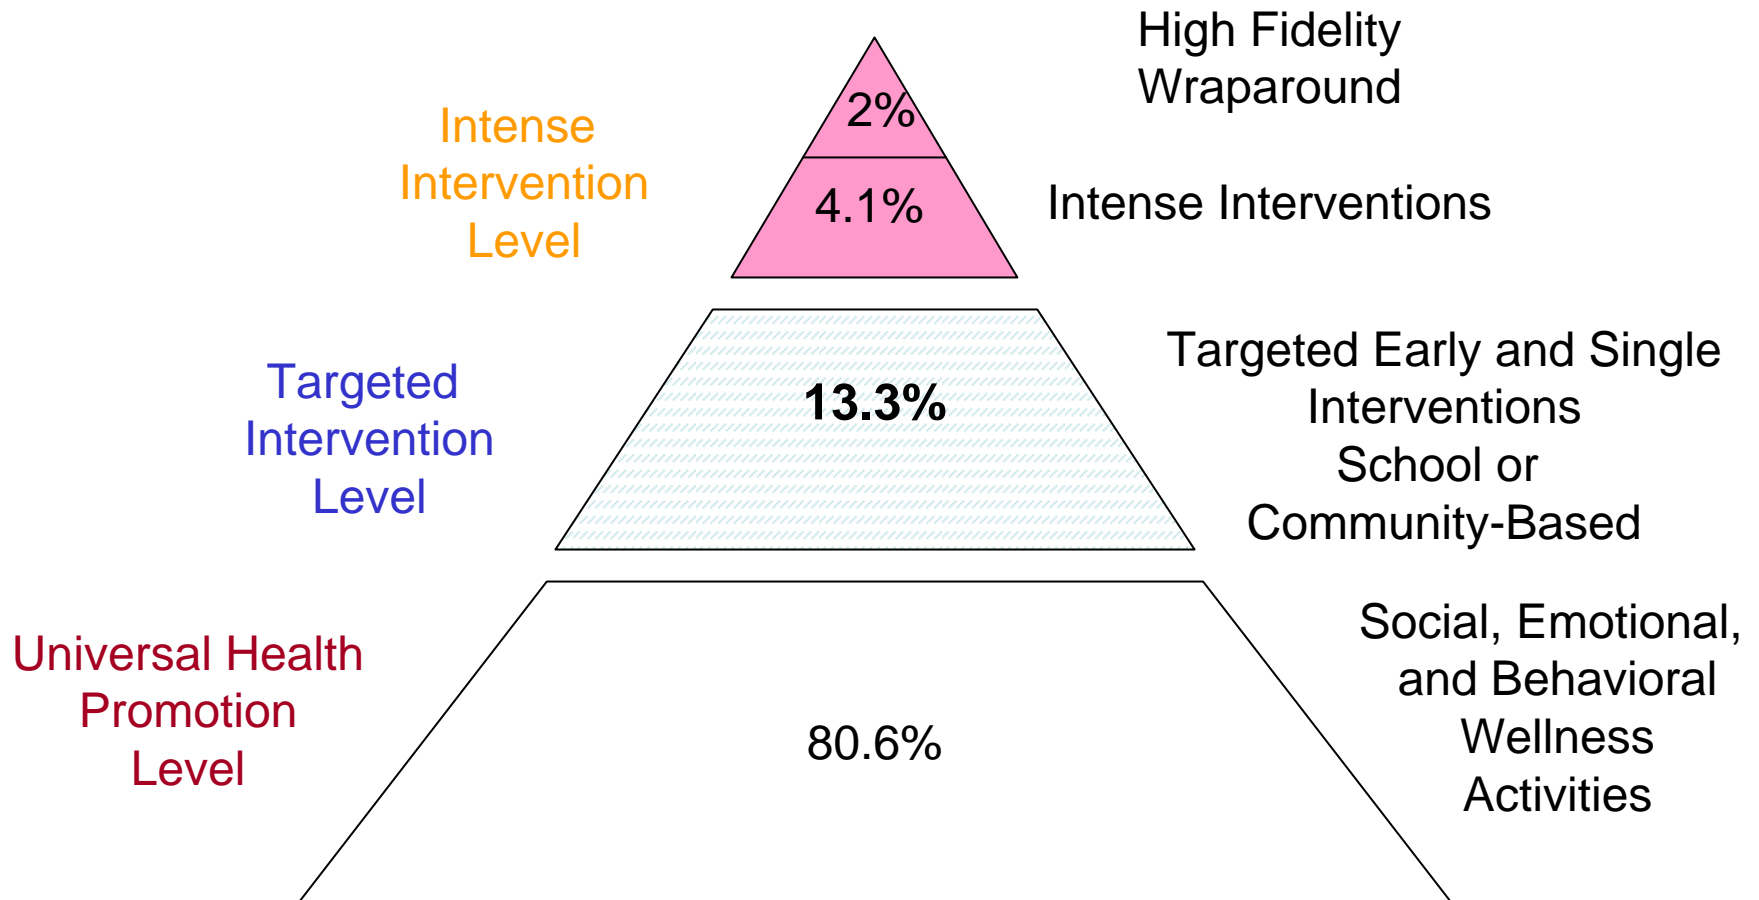 High Fidelity
Wraparound
2%
Intense
Intervention
Level
4.1%
Intense Interventions
Targeted
Intervention
Level
13.3%
Targeted Early and Single
Interventions
School or
Community-Based
Universal Health
Promotion
Level
80.6%
Social, Emotional,
and Behavioral
Wellness
Activities